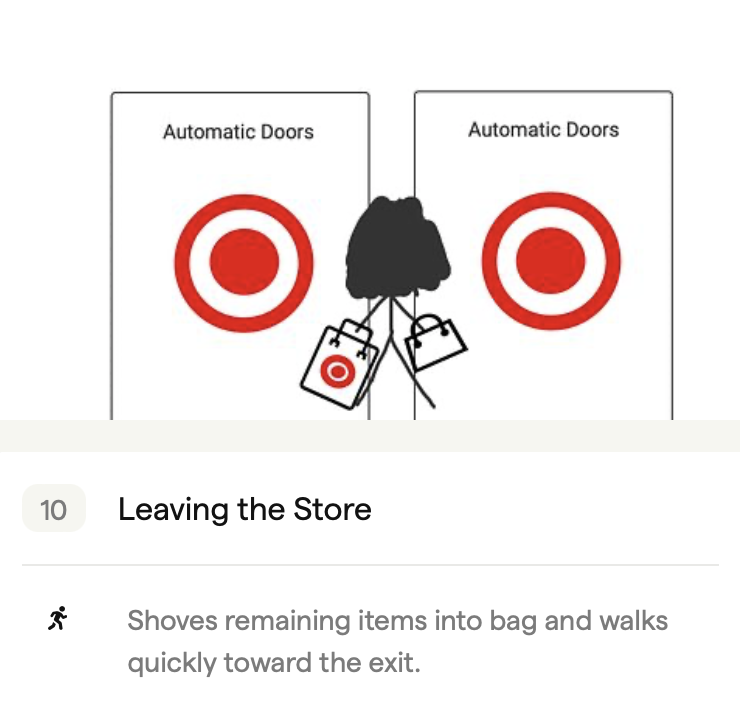 Automatic Doors
Automatic Doors
10
Leaving the Store
Shoves remaining items into bag and walks
quickly toward the exit.